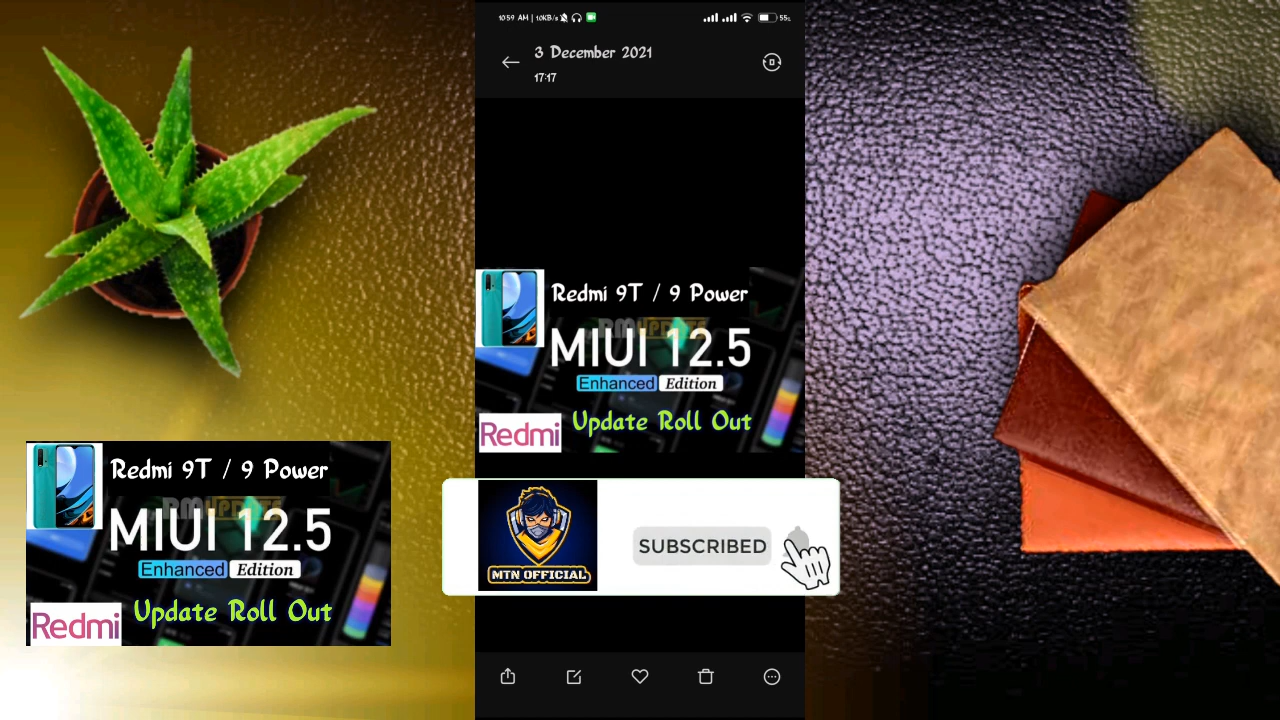 10 59 AM | 10KB/s
55%
3 December 2021
17:17
Redmi 9T / 9 Power
MIUI 12.5
Enhanced Edition
Update Roll Out
Redmi
MTN OFFICIAL
SUBSCRIBED
Redmi 9T / 9 Power
MIUI 12.5
Enhanced Edition
Update Roll Out
Redmi